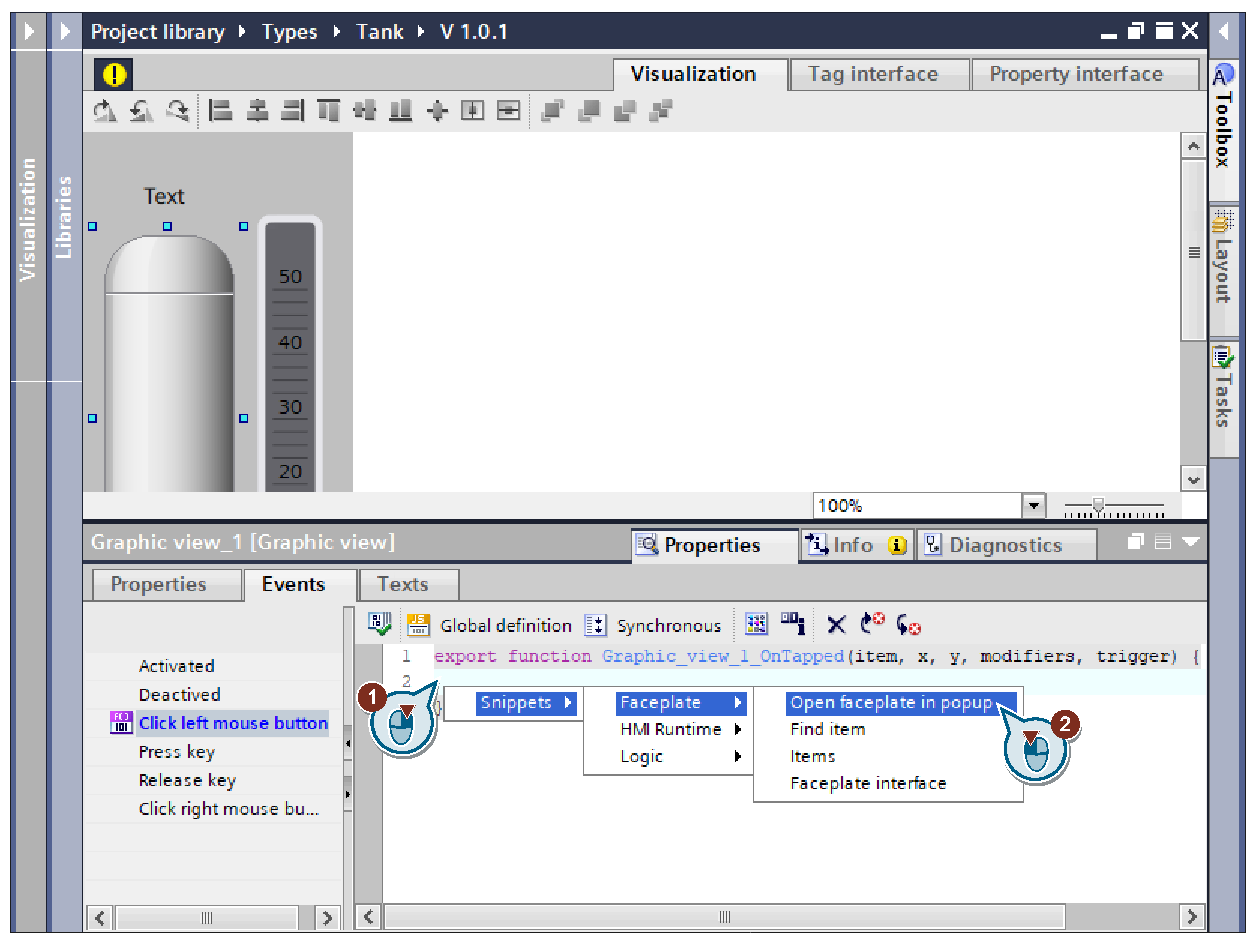 Project library Types Tank V 1.0.1
Visualization Tag interface Property interface
Visualization
Libraries
Text
50
40
30
20
100%
Toolbox
Layout
Tasks
Graphic view_1 [Graphic view]
Properties Info Diagnostics
Properties Events Texts
Global definition Synchronous
Activated
Deactived
Click left mouse button
Press key
Release key
Click right mouse bu...
1 export function Graphic_view_1_OnTapped(item, x, y, modifiers, trigger) {
2
}
1
Snippets
Faceplate
HMI Runtime
Logic
Open faceplate in popup
Find item
Items
Faceplate interface
2